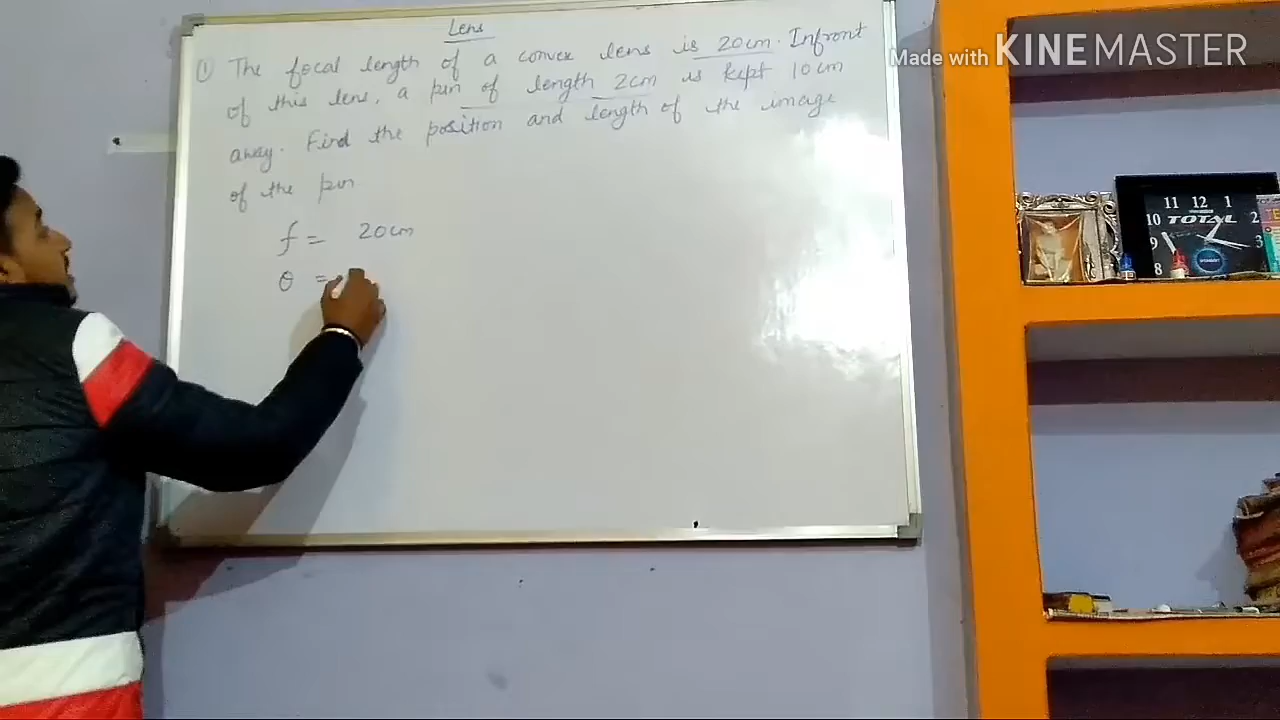 Lens
① The focal length of a convex lens is 20cm. Infront
of this lens, a pin of length 2cm is kept 10cm
away. Find the position and length of the image
of the pin
f = 20cm
θ =
Made with KINEMASTER
11 12 1
10 TOTAL 2
9 3
8